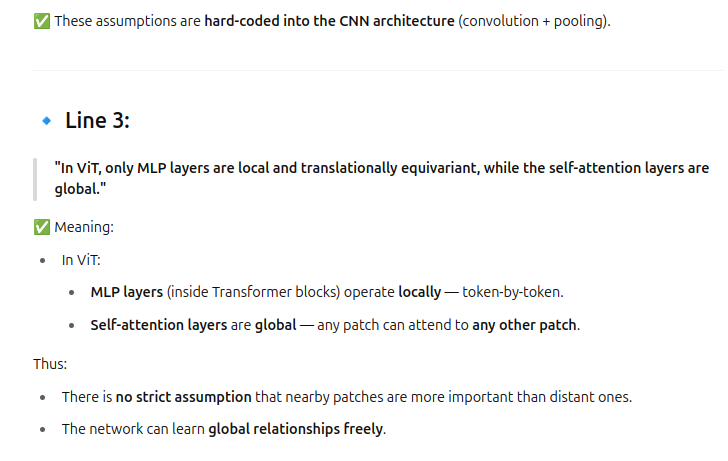 ✅ These assumptions are hard-coded into the CNN architecture (convolution + pooling).
🔹 Line 3:
"In ViT, only MLP layers are local and translationally equivariant, while the self-attention layers are
global."
✅ Meaning:
• In ViT:
• MLP layers (inside Transformer blocks) operate locally — token-by-token.
• Self-attention layers are global — any patch can attend to any other patch.
Thus:
• There is no strict assumption that nearby patches are more important than distant ones.
• The network can learn global relationships freely.